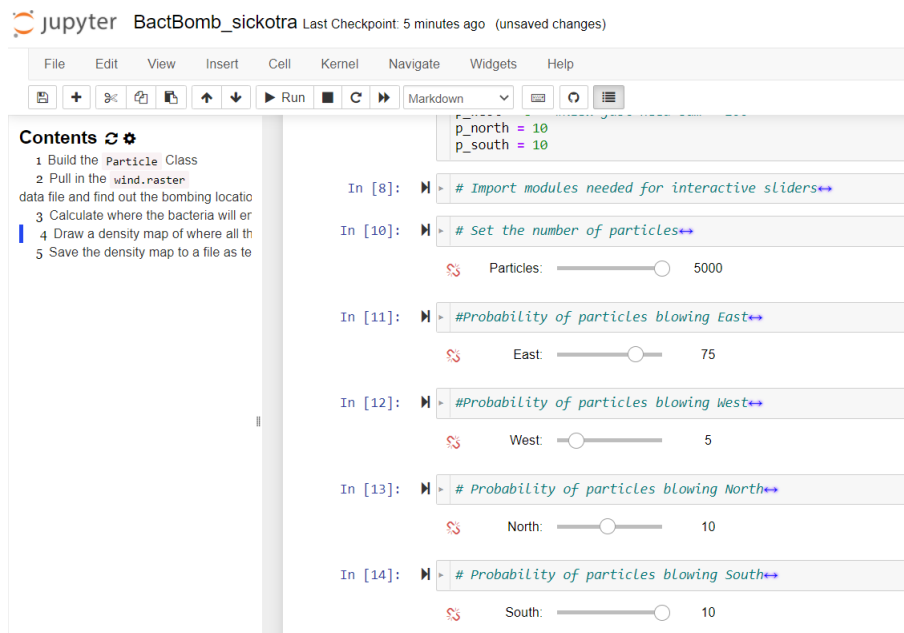 jupyter BactBomb_sickotra Last Checkpoint: 5 minutes ago (unsaved changes)
File Edit View Insert Cell Kernel Navigate Widgets Help
Run Markdown
Contents
1 Build the Particle Class
2 Pull in the wind.raster
data file and find out the bombing locatio
3 Calculate where the bacteria will er
4 Draw a density map of where all th
5 Save the density map to a file as te
p_north = 10
p_south = 10
In [8]: # Import modules needed for interactive sliders
In [10]: # Set the number of particles
Particles: 5000
In [11]: #Probability of particles blowing East
East: 75
In [12]: #Probability of particles blowing West
West: 5
In [13]: # Probability of particles blowing North
North: 10
In [14]: # Probability of particles blowing South
South: 10